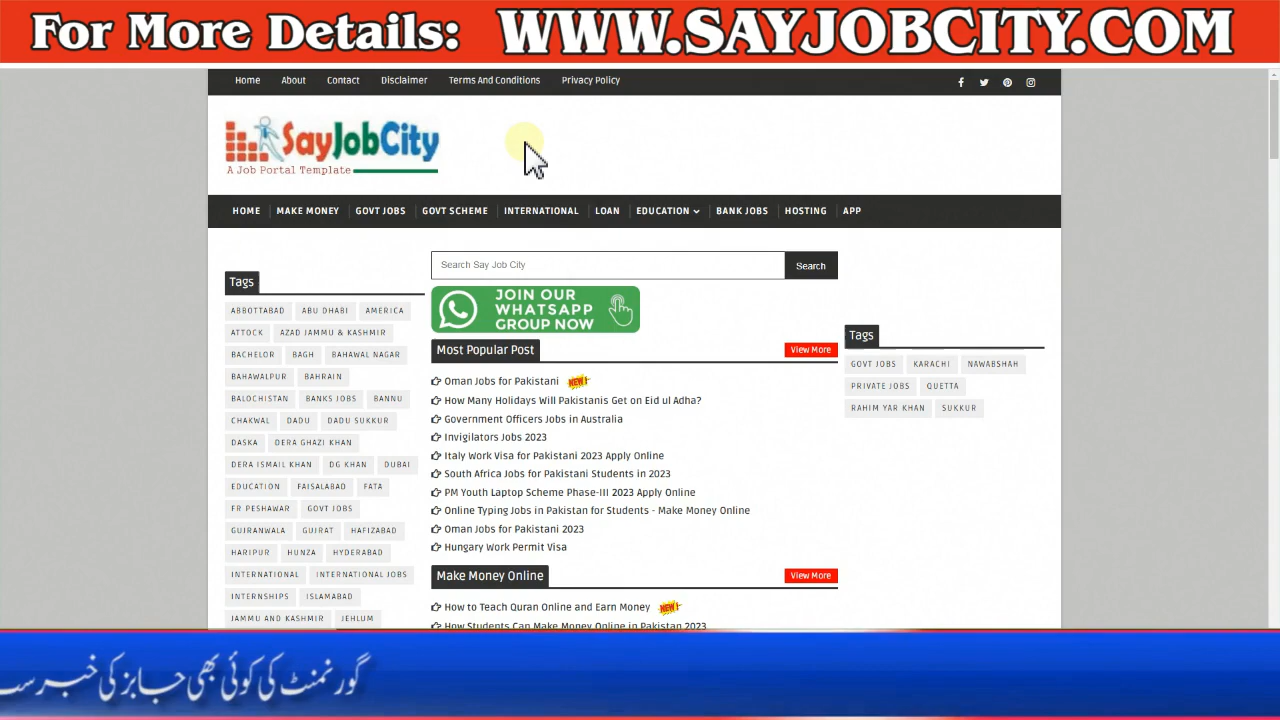 For More Details: WWW.SAYJOBCITY.COM
Home About Contact Disclaimer Terms And Conditions Privacy Policy
SayJobCity
A Job Portal Template
HOME MAKE MONEY GOVT JOBS GOVT SCHEME INTERNATIONAL LOAN EDUCATION BANK JOBS HOSTING APP
Search Say Job City Search
Tags
ABBOTTABAD ABU DHABI AMERICA
ATTOCK AZAD JAMMU & KASHMIR
BACHELOR BAGH BAHAWAL NAGAR
BAHAWALPUR BAHRAIN
BALOCHISTAN BANKS JOBS BANNU
CHAKWAL DADU DADU SUKKUR
DASKA DERA GHAZI KHAN
DERA ISMAIL KHAN DG KHAN DUBAI
EDUCATION FAISALABAD FATA
FR PESHAWAR GOVT JOBS
GUJRANWALA GUJRAT HAFIZABAD
HARIPUR HUNZA HYDERABAD
INTERNATIONAL INTERNATIONAL JOBS
INTERNSHIPS ISLAMABAD
JAMMU AND KASHMIR JEHLUM
JOIN OUR
WHATSAPP
GROUP NOW
Most Popular Post View More
Oman Jobs for Pakistani NEW!
How Many Holidays Will Pakistanis Get on Eid ul Adha?
Government Officers Jobs in Australia
Invigilators Jobs 2023
Italy Work Visa for Pakistani 2023 Apply Online
South Africa Jobs for Pakistani Students in 2023
PM Youth Laptop Scheme Phase-III 2023 Apply Online
Online Typing Jobs in Pakistan for Students - Make Money Online
Oman Jobs for Pakistani 2023
Hungary Work Permit Visa
Make Money Online View More
How to Teach Quran Online and Earn Money NEW!
How Students Can Make Money Online in Pakistan 2023
Tags
GOVT JOBS KARACHI NAWABSHAH
PRIVATE JOBS QUETTA
RAHIM YAR KHAN SUKKUR
گورنمنٹ کی کوئی بھی جابز کی خبر